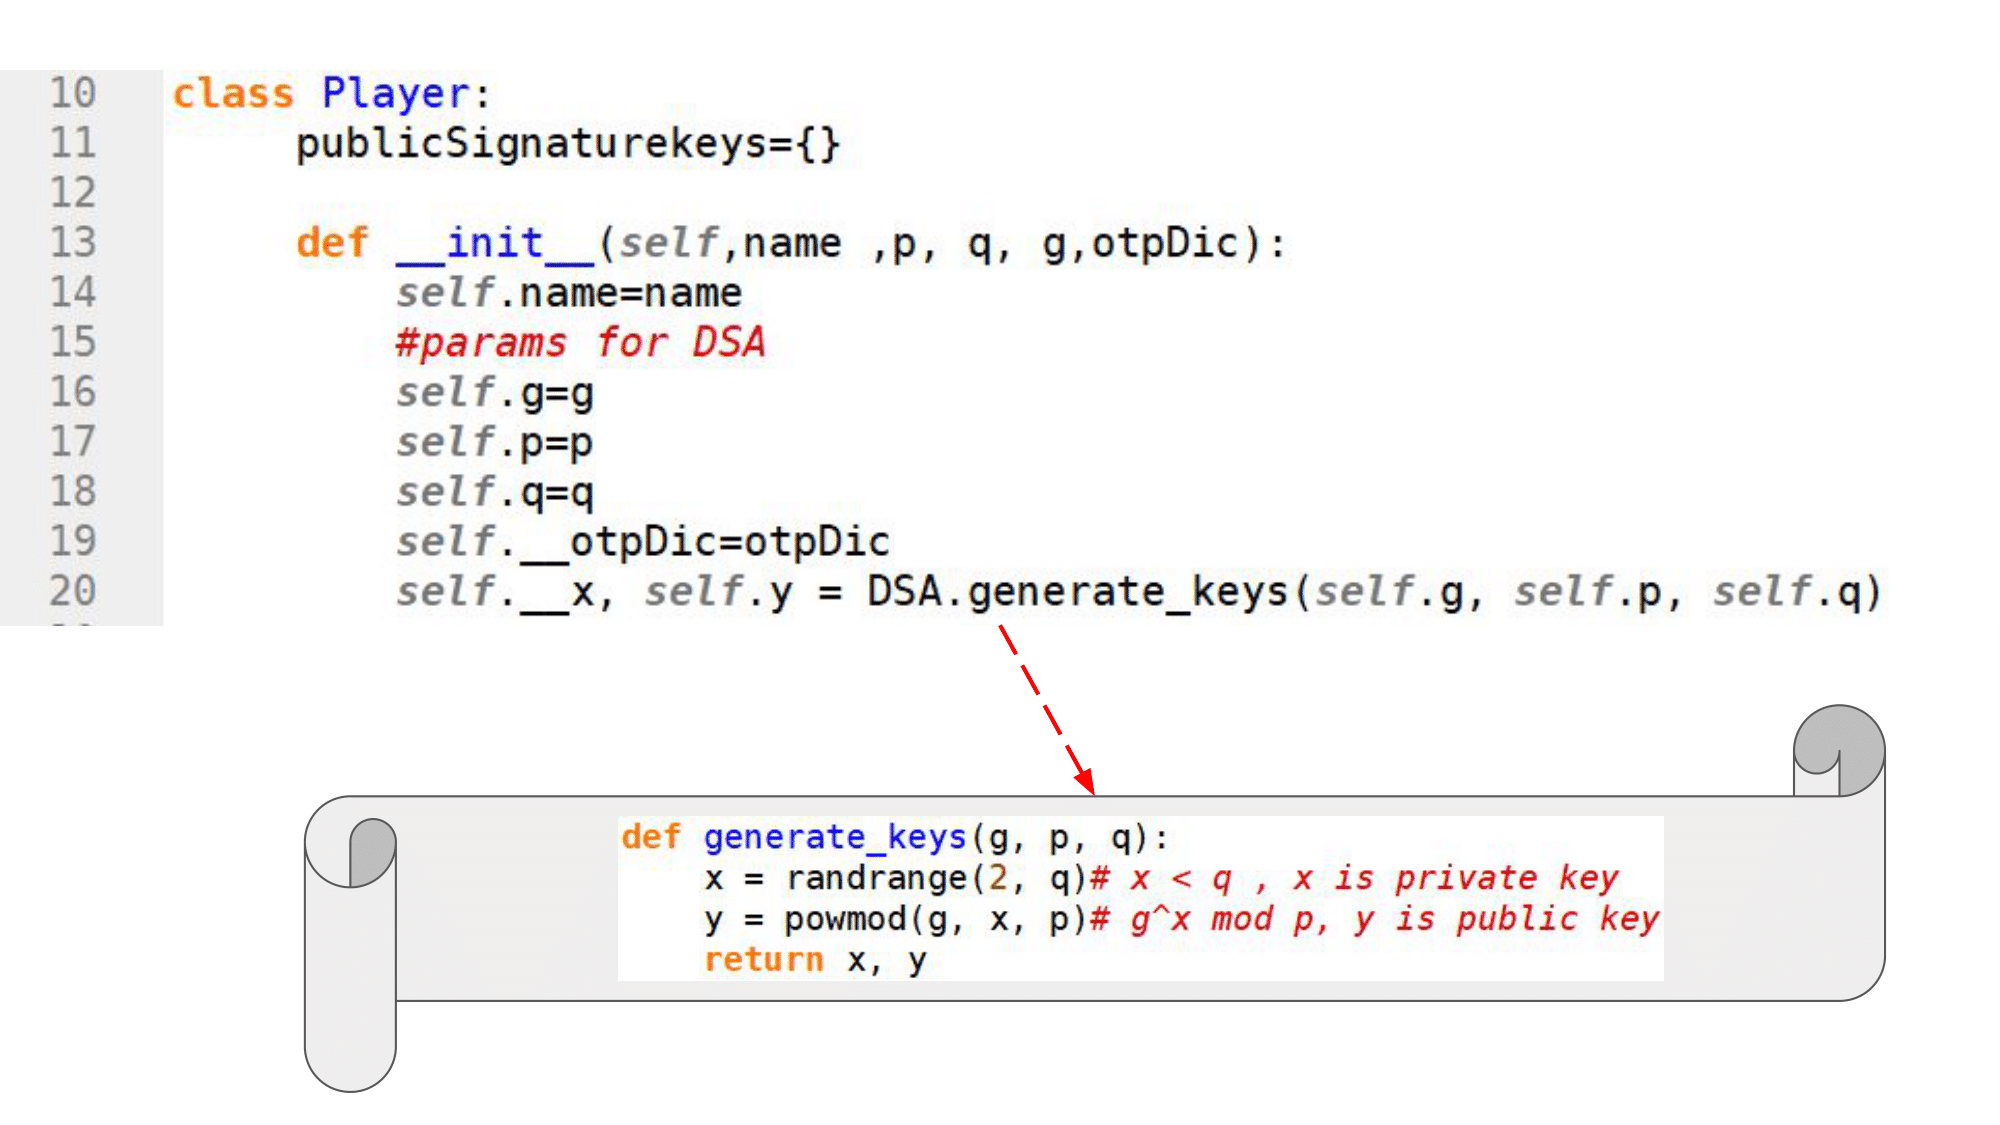 10 class Player:
11 publicSignaturekeys={}
12
13 def __init__(self,name ,p, q, g,otpDic):
14 self.name=name
15 #params for DSA
16 self.g=g
17 self.p=p
18 self.q=q
19 self.__otpDic=otpDic
20 self.__x, self.y = DSA.generate_keys(self.g, self.p, self.q)
def generate_keys(g, p, q):
x = randrange(2, q)# x < q , x is private key
y = powmod(g, x, p)# g^x mod p, y is public key
return x, y